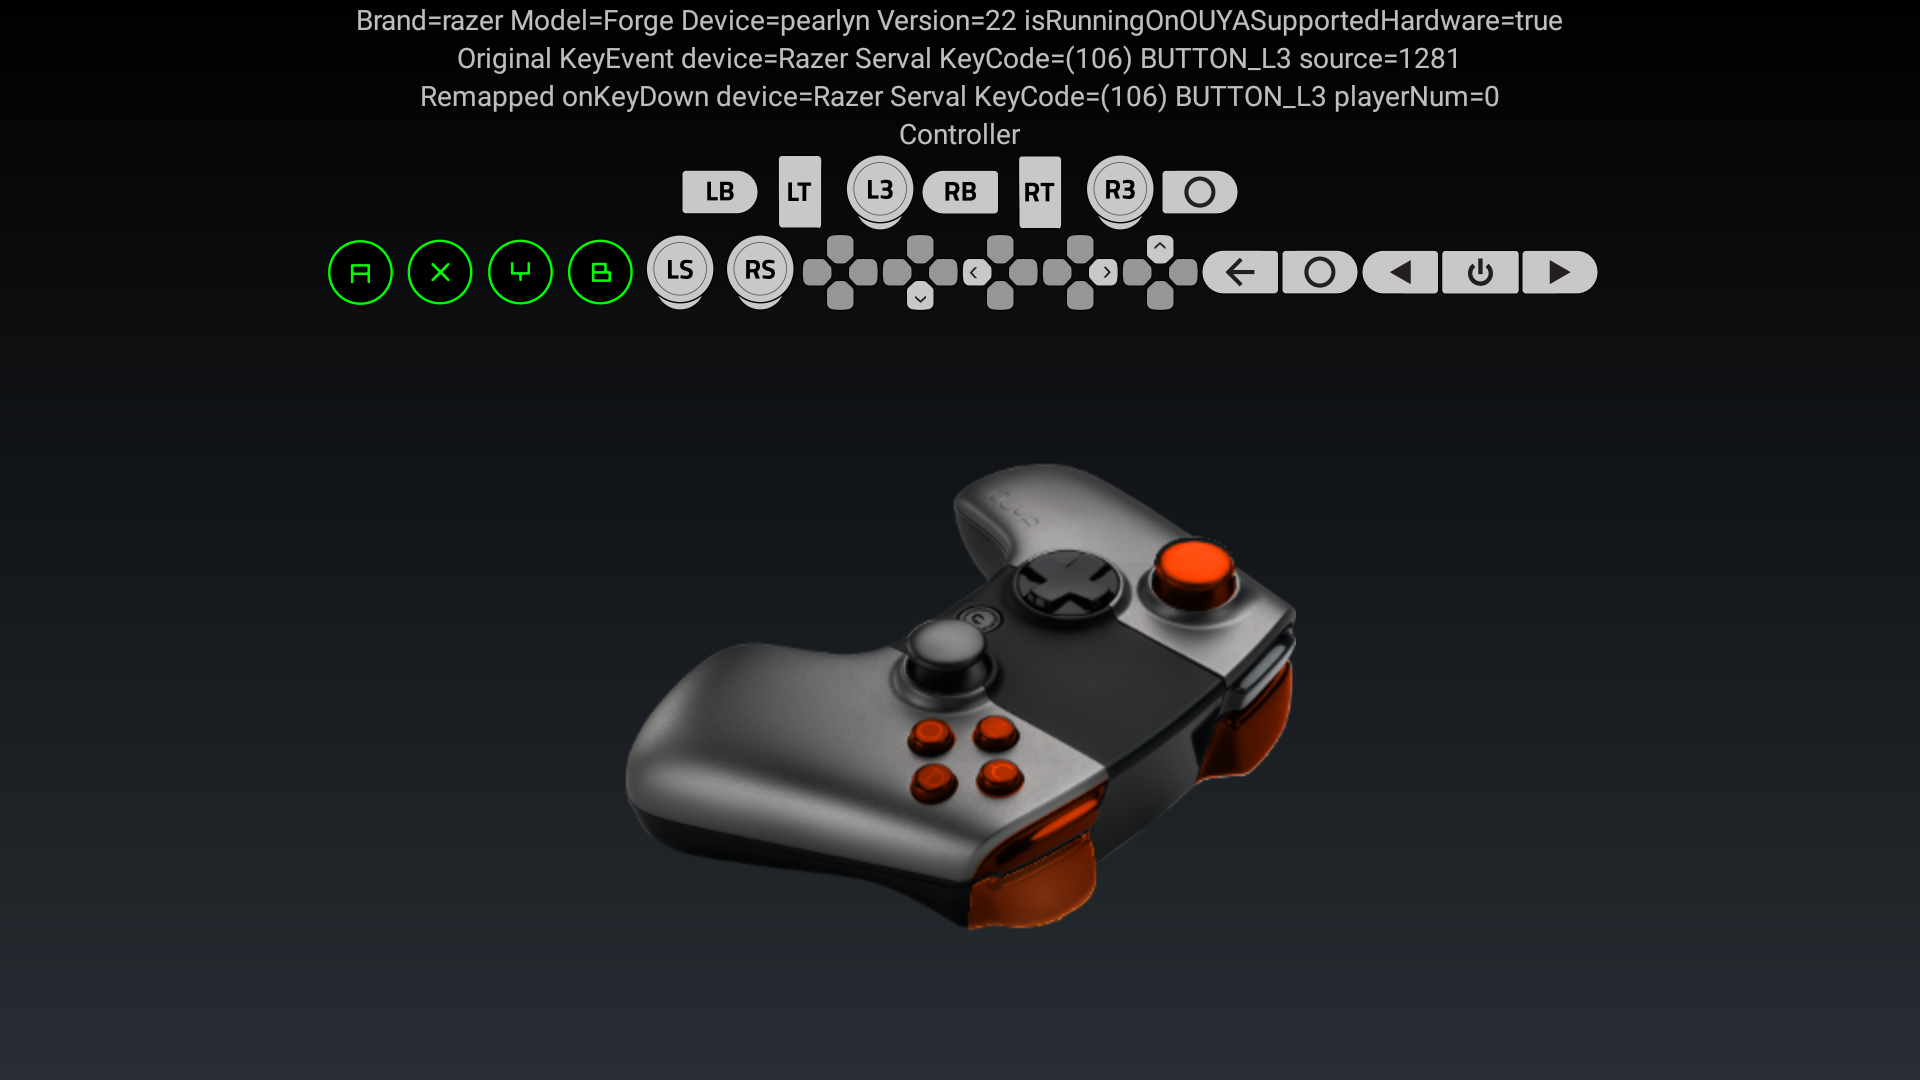 Brand=razer Model=Forge Device=pearlyn Version=22 isRunningOnOUYASupportedHardware=true
Original KeyEvent device=Razer Serval KeyCode=(106) BUTTON_L3 source=1281
Remapped onKeyDown device=Razer Serval KeyCode=(106) BUTTON_L3 playerNum=0
Controller
LB LT L3 RB RT R3
A X Y B LS RS